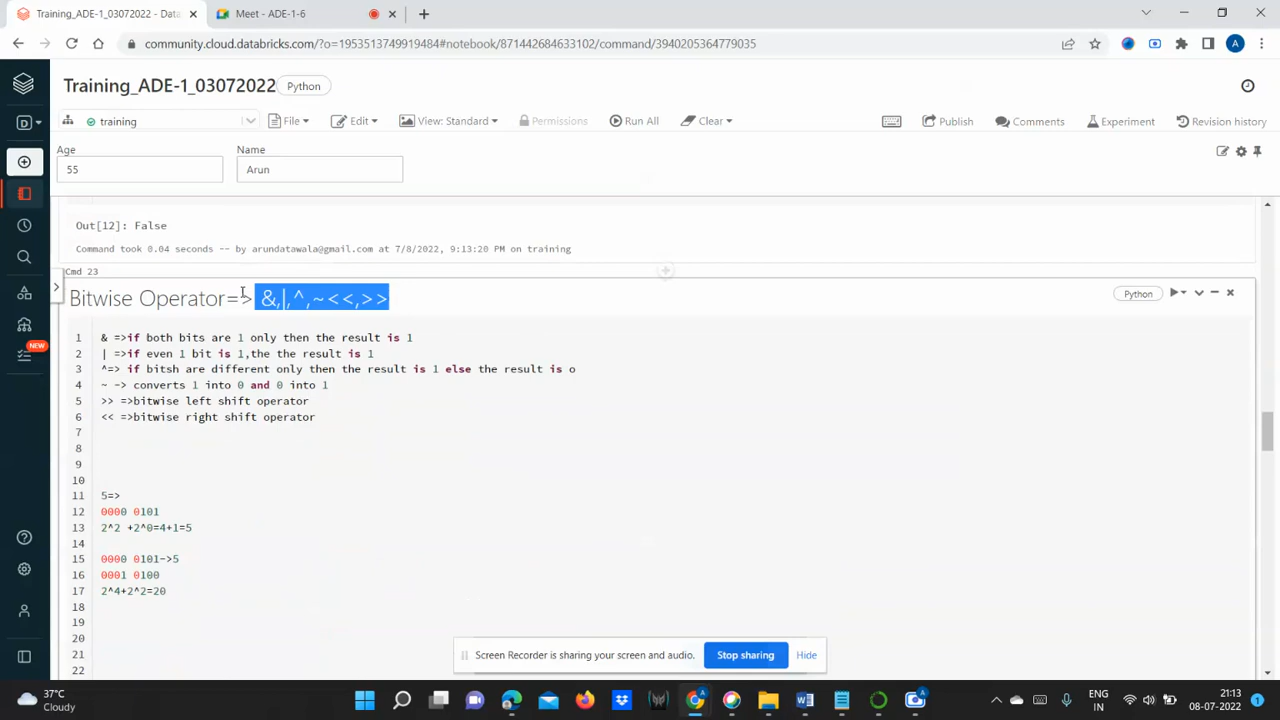 Training_ADE-1_03072022 - Data
Meet - ADE-1-6
community.cloud.databricks.com/?o=1953513749919484#notebook/871442684633102/command/3940205364779035
A
Training_ADE-1_03072022
Python
D
training
File
Edit
View: Standard
Permissions
Run All
Clear
Publish
Comments
Experiment
Revision history
Age
Name
55
Arun
Out[12]: False
Command took 0.04 seconds -- by arundatawala@gmail.com at 7/8/2022, 9:13:20 PM on training
Cmd 23
Bitwise Operator=> &,|,^,~<<,>>
Python
1 & =>if both bits are 1 only then the result is 1
2 | =>if even 1 bit is 1,the the result is 1
3 ^=> if bitsh are different only then the result is 1 else the result is o
4 ~ -> converts 1 into 0 and 0 into 1
5 >> =>bitwise left shift operator
6 << =>bitwise right shift operator
7
8
9
10
11 5=>
12 0000 0101
13 2^2 +2^0=4+1=5
14
15 0000 0101->5
16 0001 0100
17 2^4+2^2=20
18
19
20
21
22
NEW
Screen Recorder is sharing your screen and audio.
Stop sharing
Hide
37°C
Cloudy
ENG
IN
21:13
08-07-2022
1